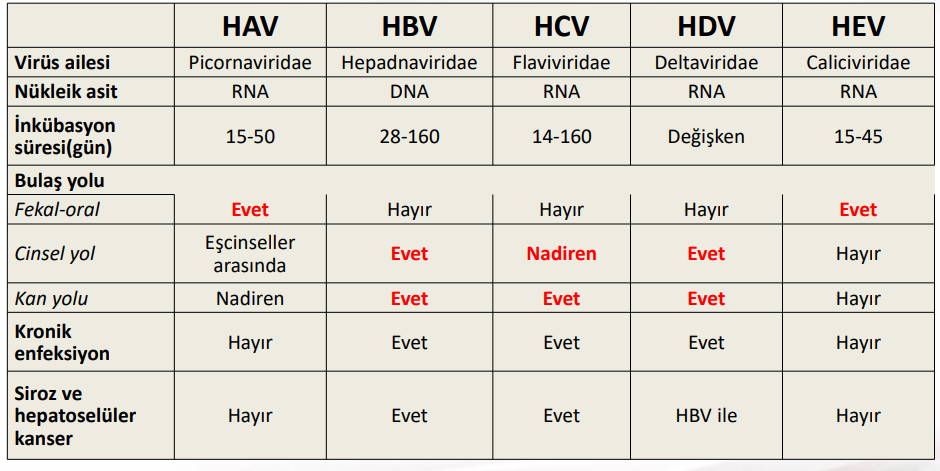 HAV HBV HCV HDV HEV
Virüs ailesi Picornaviridae Hepadnaviridae Flaviviridae Deltaviridae Caliciviridae
Nükleik asit RNA DNA RNA RNA RNA
İnkübasyon
süresi(gün) 15-50 28-160 14-160 Değişken 15-45
Bulaş yolu
Fekal-oral Evet Hayır Hayır Hayır Evet
Cinsel yol Eşcinseller
arasında Evet Nadiren Evet Hayır
Kan yolu Nadiren Evet Evet Evet Hayır
Kronik
enfeksiyon Hayır Evet Evet Evet Hayır
Siroz ve
hepatoselüler
kanser Hayır Evet Evet HBV ile Hayır